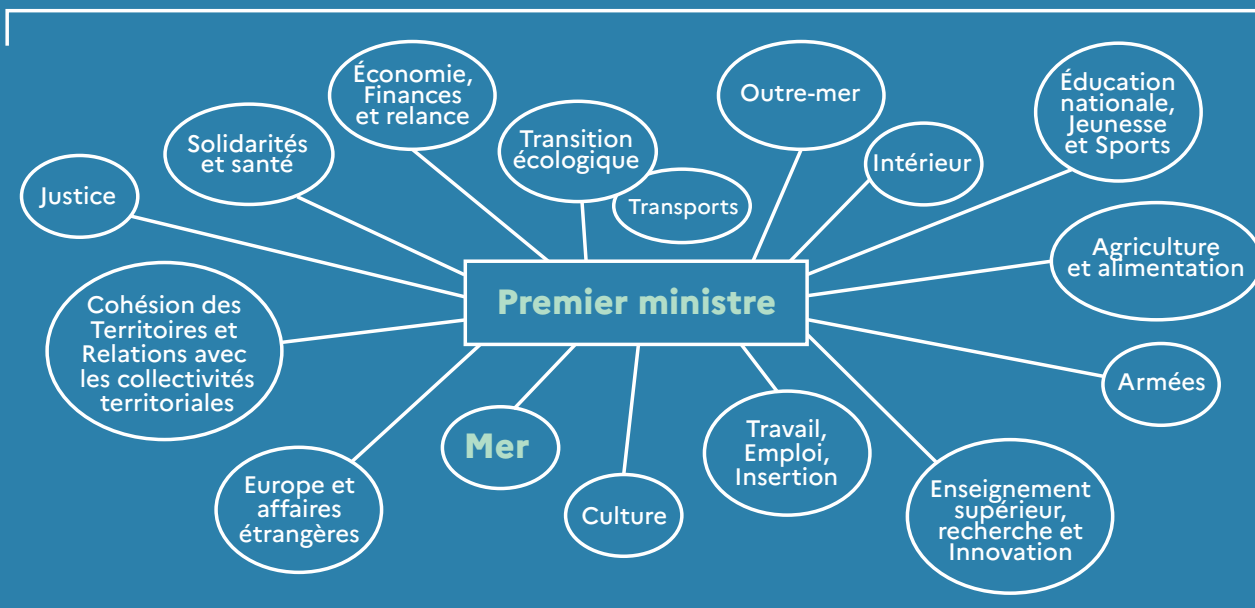 Économie,
Finances
et relance
Outre-mer
Éducation
nationale,
Jeunesse
et Sports
Solidarités
et santé
Transition
écologique
Intérieur
Justice
Transports
Agriculture
et alimentation
Premier ministre
Cohésion des
Territoires et
Relations avec
les collectivités
territoriales
Armées
Mer
Travail,
Emploi,
Insertion
Europe et
affaires
étrangères
Culture
Enseignement
supérieur,
recherche et
Innovation